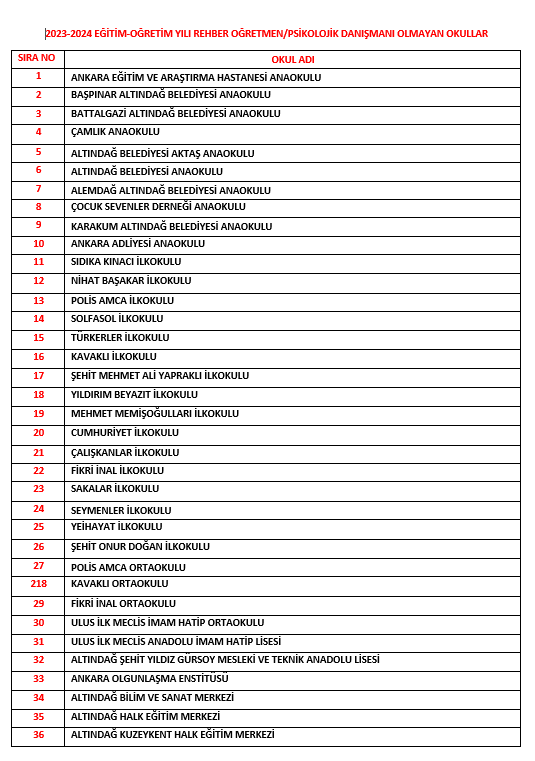 2023-2024 EĞİTİM-OĞRETİM YILI REHBER OĞRETMEN/PSİKOLOJİK DANIŞMANI OLMAYAN OKULLAR
SIRA NO OKUL ADI
1 ANKARA EĞİTİM VE ARAŞTIRMA HASTANESİ ANAOKULU
2 BAŞPINAR ALTINDAĞ BELEDİYESİ ANAOKULU
3 BATTALGAZİ ALTINDAĞ BELEDİYESİ ANAOKULU
4 ÇAMLIK ANAOKULU
5 ALTINDAĞ BELEDİYESİ AKTAŞ ANAOKULU
6 ALTINDAĞ BELEDİYESİ ANAOKULU
7 ALEMDAĞ ALTINDAĞ BELEDİYESİ ANAOKULU
8 ÇOCUK SEVENLER DERNEĞİ ANAOKULU
9 KARAKUM ALTINDAĞ BELEDİYESİ ANAOKULU
10 ANKARA ADLİYESİ ANAOKULU
11 SIDIKA KINACI İLKOKULU
12 NİHAT BAŞAKAR İLKOKULU
13 POLİS AMCA İLKOKULU
14 SOLFASOL İLKOKULU
15 TÜRKERLER İLKOKULU
16 KAVAKLI İLKOKULU
17 ŞEHİT MEHMET ALİ YAPRAKLI İLKOKULU
18 YILDIRIM BEYAZIT İLKOKULU
19 MEHMET MEMİŞOĞULLARI İLKOKULU
20 CUMHURİYET İLKOKULU
21 ÇALIŞKANLAR İLKOKULU
22 FİKRİ İNAL İLKOKULU
23 SAKALAR İLKOKULU
24 SEYMENLER İLKOKULU
25 YEİHAYAT İLKOKULU
26 ŞEHİT ONUR DOĞAN İLKOKULU
27 POLİS AMCA ORTAOKULU
218 KAVAKLI ORTAOKULU
29 FİKRİ İNAL ORTAOKULU
30 ULUS İLK MECLİS İMAM HATİP ORTAOKULU
31 ULUS İLK MECLİS ANADOLU İMAM HATİP LİSESİ
32 ALTINDAĞ ŞEHİT YILDIZ GÜRSOY MESLEKİ VE TEKNİK ANADOLU LİSESİ
33 ANKARA OLGUNLAŞMA ENSTİTÜSÜ
34 ALTINDAĞ BİLİM VE SANAT MERKEZİ
35 ALTINDAĞ HALK EĞİTİM MERKEZİ
36 ALTINDAĞ KUZEYKENT HALK EĞİTİM MERKEZİ